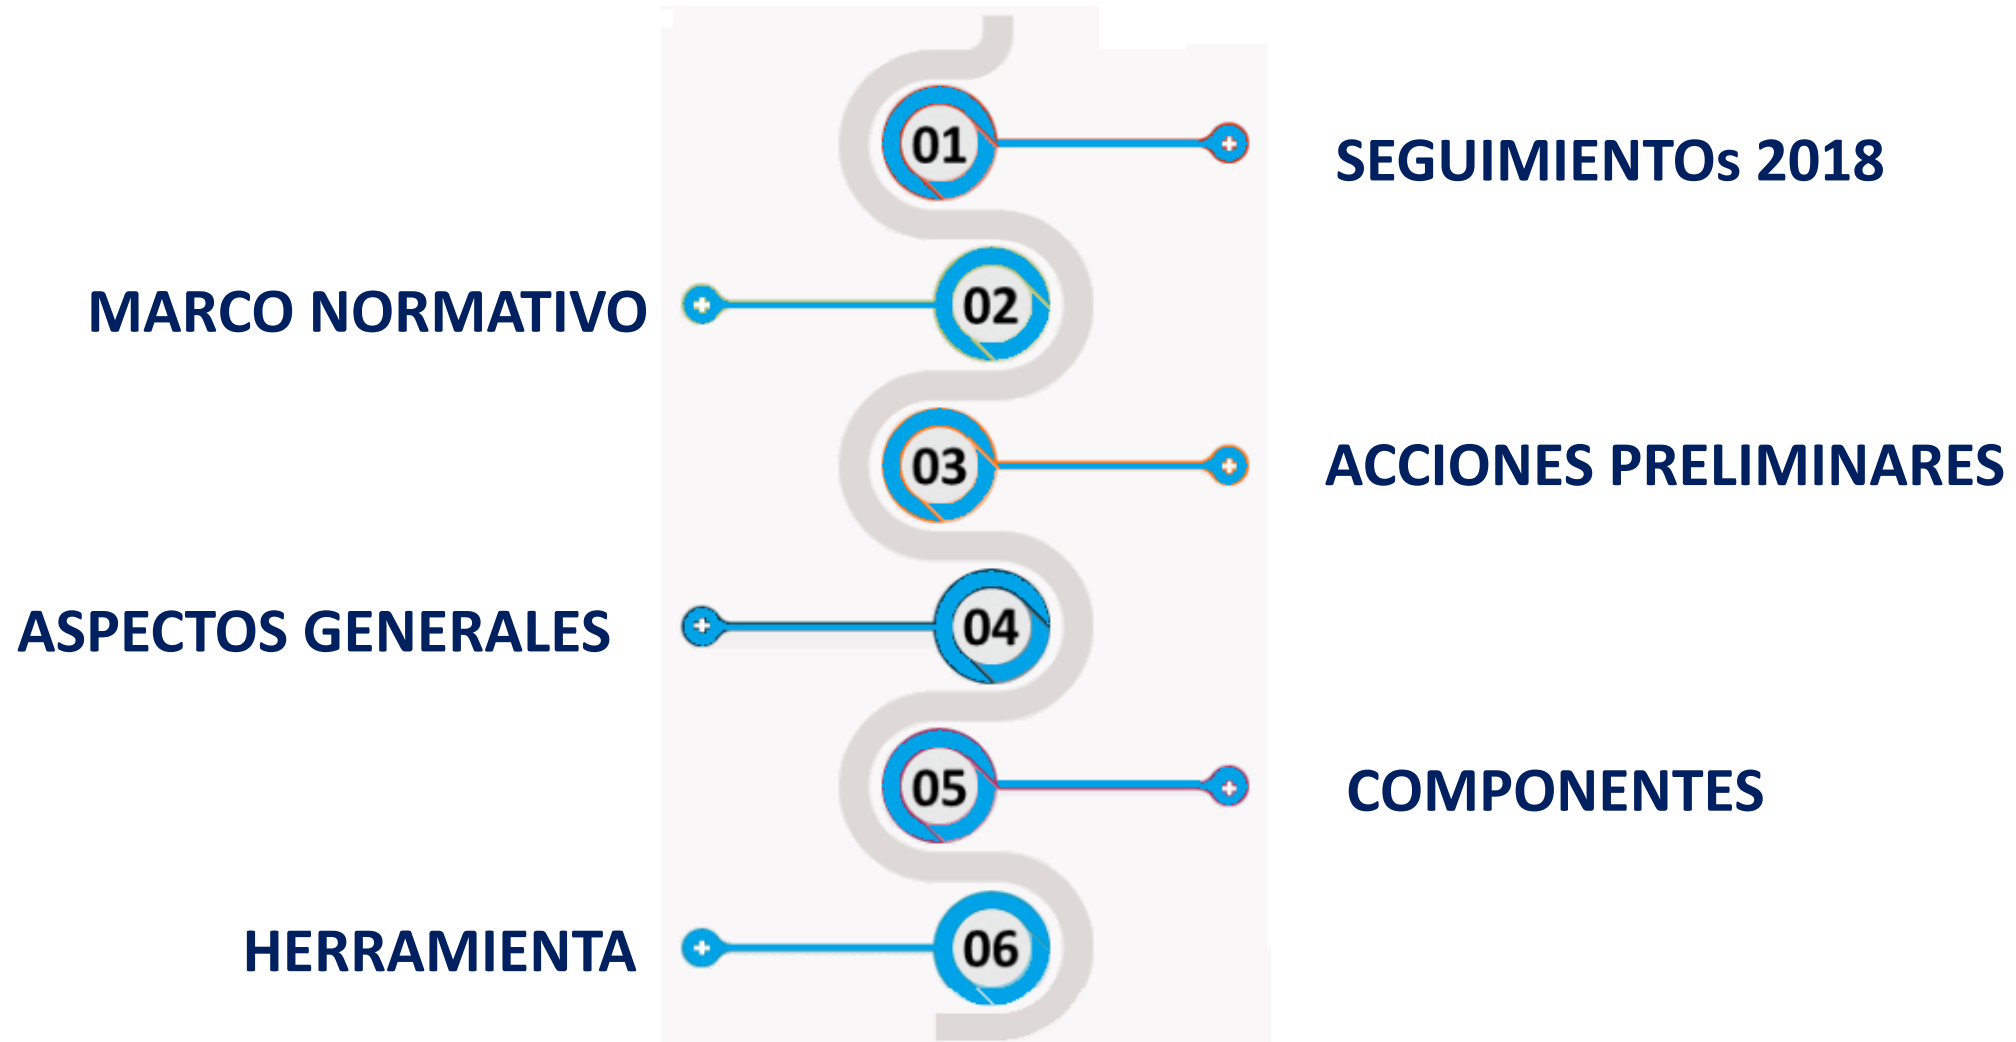 01
SEGUIMIENTOs 2018
MARCO NORMATIVO
02
03
ACCIONES PRELIMINARES
ASPECTOS GENERALES
04
05
COMPONENTES
HERRAMIENTA
06